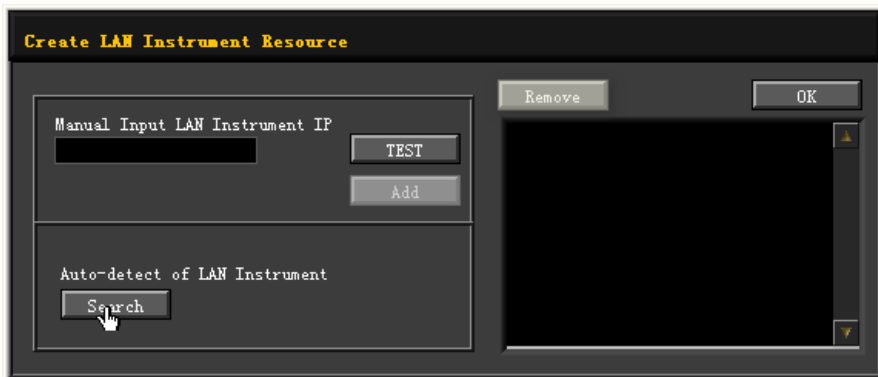 Create LAN Instrument Resource
Remove
OK
Manual Input LAN Instrument IP
TEST
Add
Auto-detect of LAN Instrument
Search